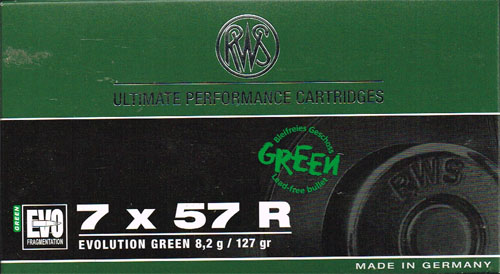 RWS
ULTIMATE PERFORMANCE CARTRIDGES
Bleifreies Geschoss
GREEN
Lead-free bullet
RWS
GREEN
EVO
FRAGMENTATION
7 x 57 R
EVOLUTION GREEN 8,2 g / 127 gr
MADE IN GERMANY